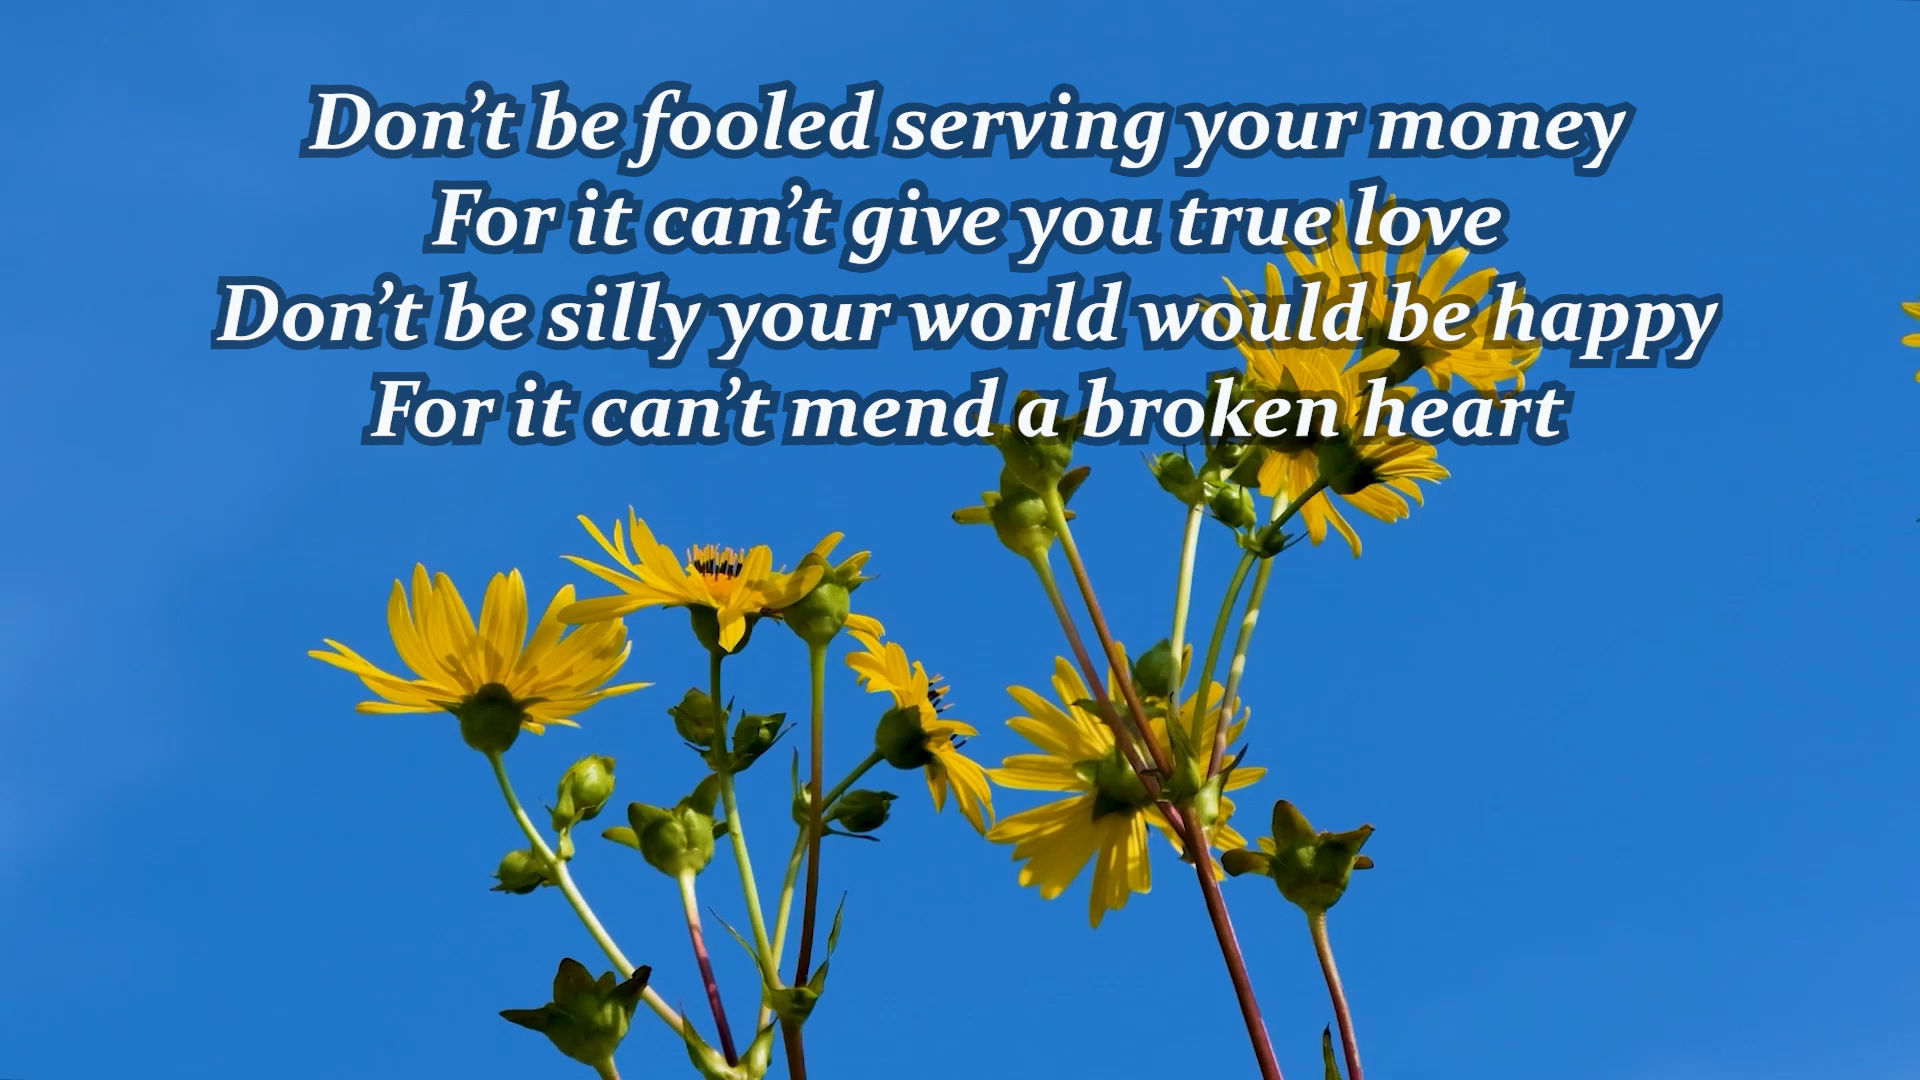 Don’t be fooled serving your money
For it can’t give you true love
Don’t be silly your world would be happy
For it can’t mend a broken heart